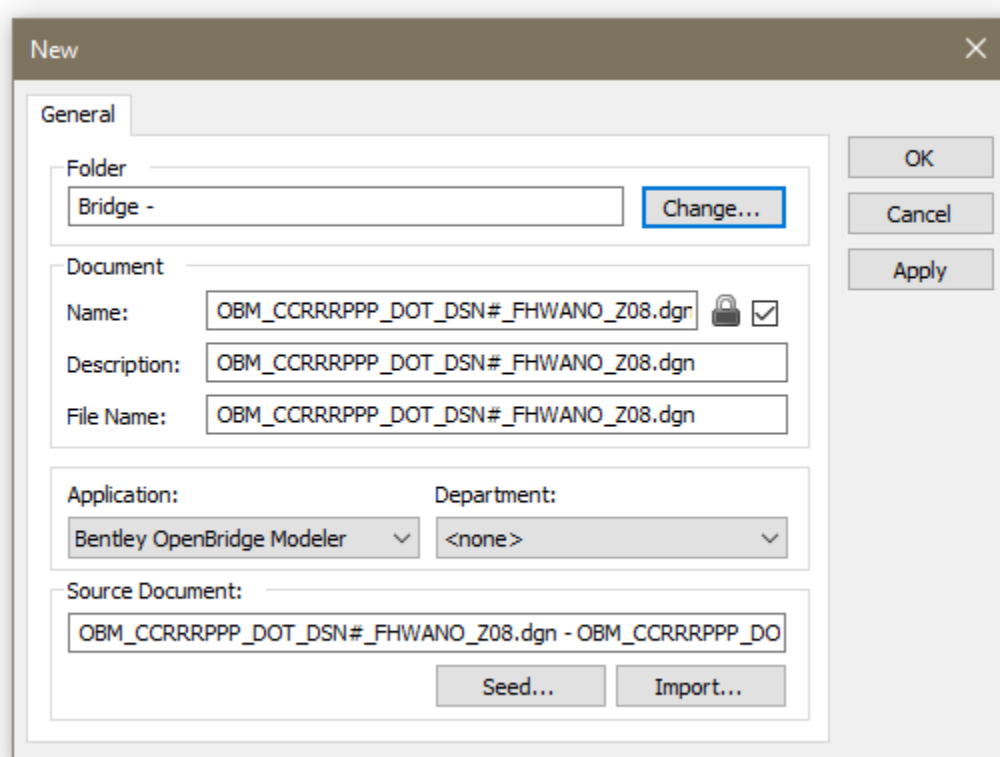 New
General
Folder
Bridge -
Change...
OK
Cancel
Apply
Document
Name:
OBM_CCRRRPPP_DOT_DSN#_FHWANO_Z08.dgn
Description:
OBM_CCRRRPPP_DOT_DSN#_FHWANO_Z08.dgn
File Name:
OBM_CCRRRPPP_DOT_DSN#_FHWANO_Z08.dgn
Application:
Department:
Bentley OpenBridge Modeler
<none>
Source Document:
OBM_CCRRRPPP_DOT_DSN#_FHWANO_Z08.dgn - OBM_CCRRRPPP_DO
Seed...
Import...